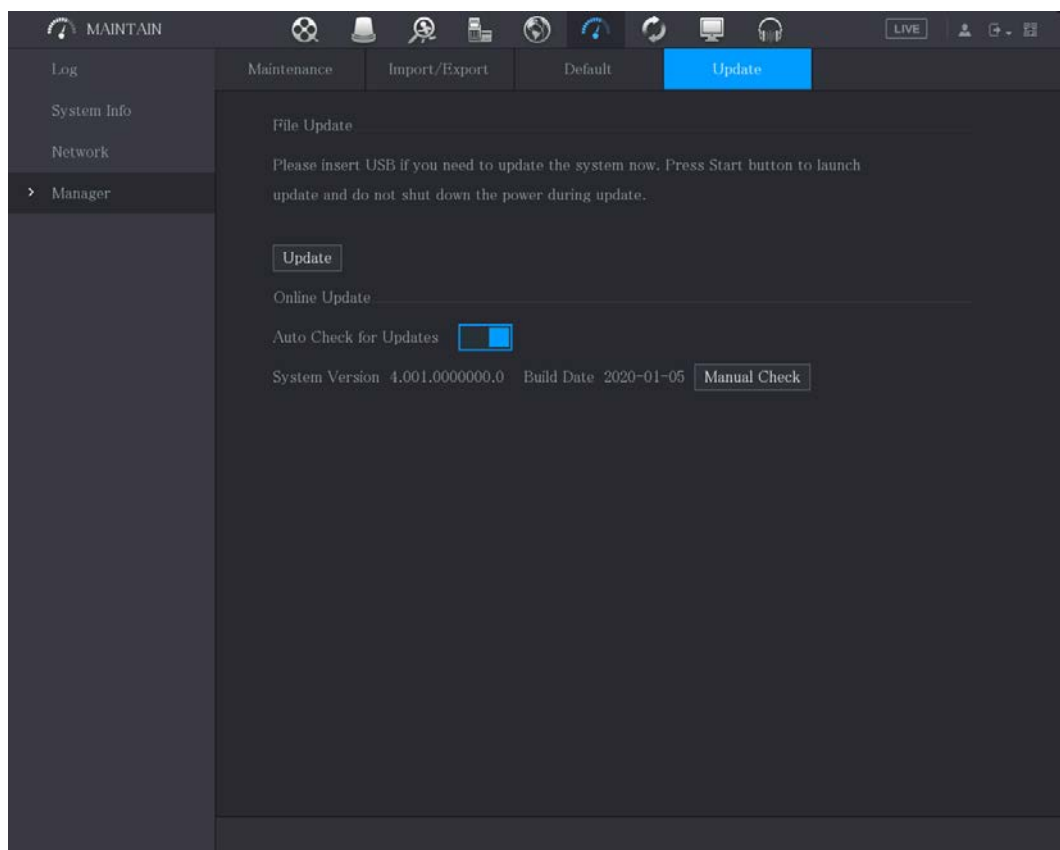 MAINTAIN
LIVE
Log
System Info
Network
Manager
Maintenance
Import/Export
Default
Update
File Update
Please insert USB if you need to update the system now. Press Start button to launch
update and do not shut down the power during update.
Update
Online Update
Auto Check for Updates
System Version 4.001.0000000.0 Build Date 2020-01-05 Manual Check